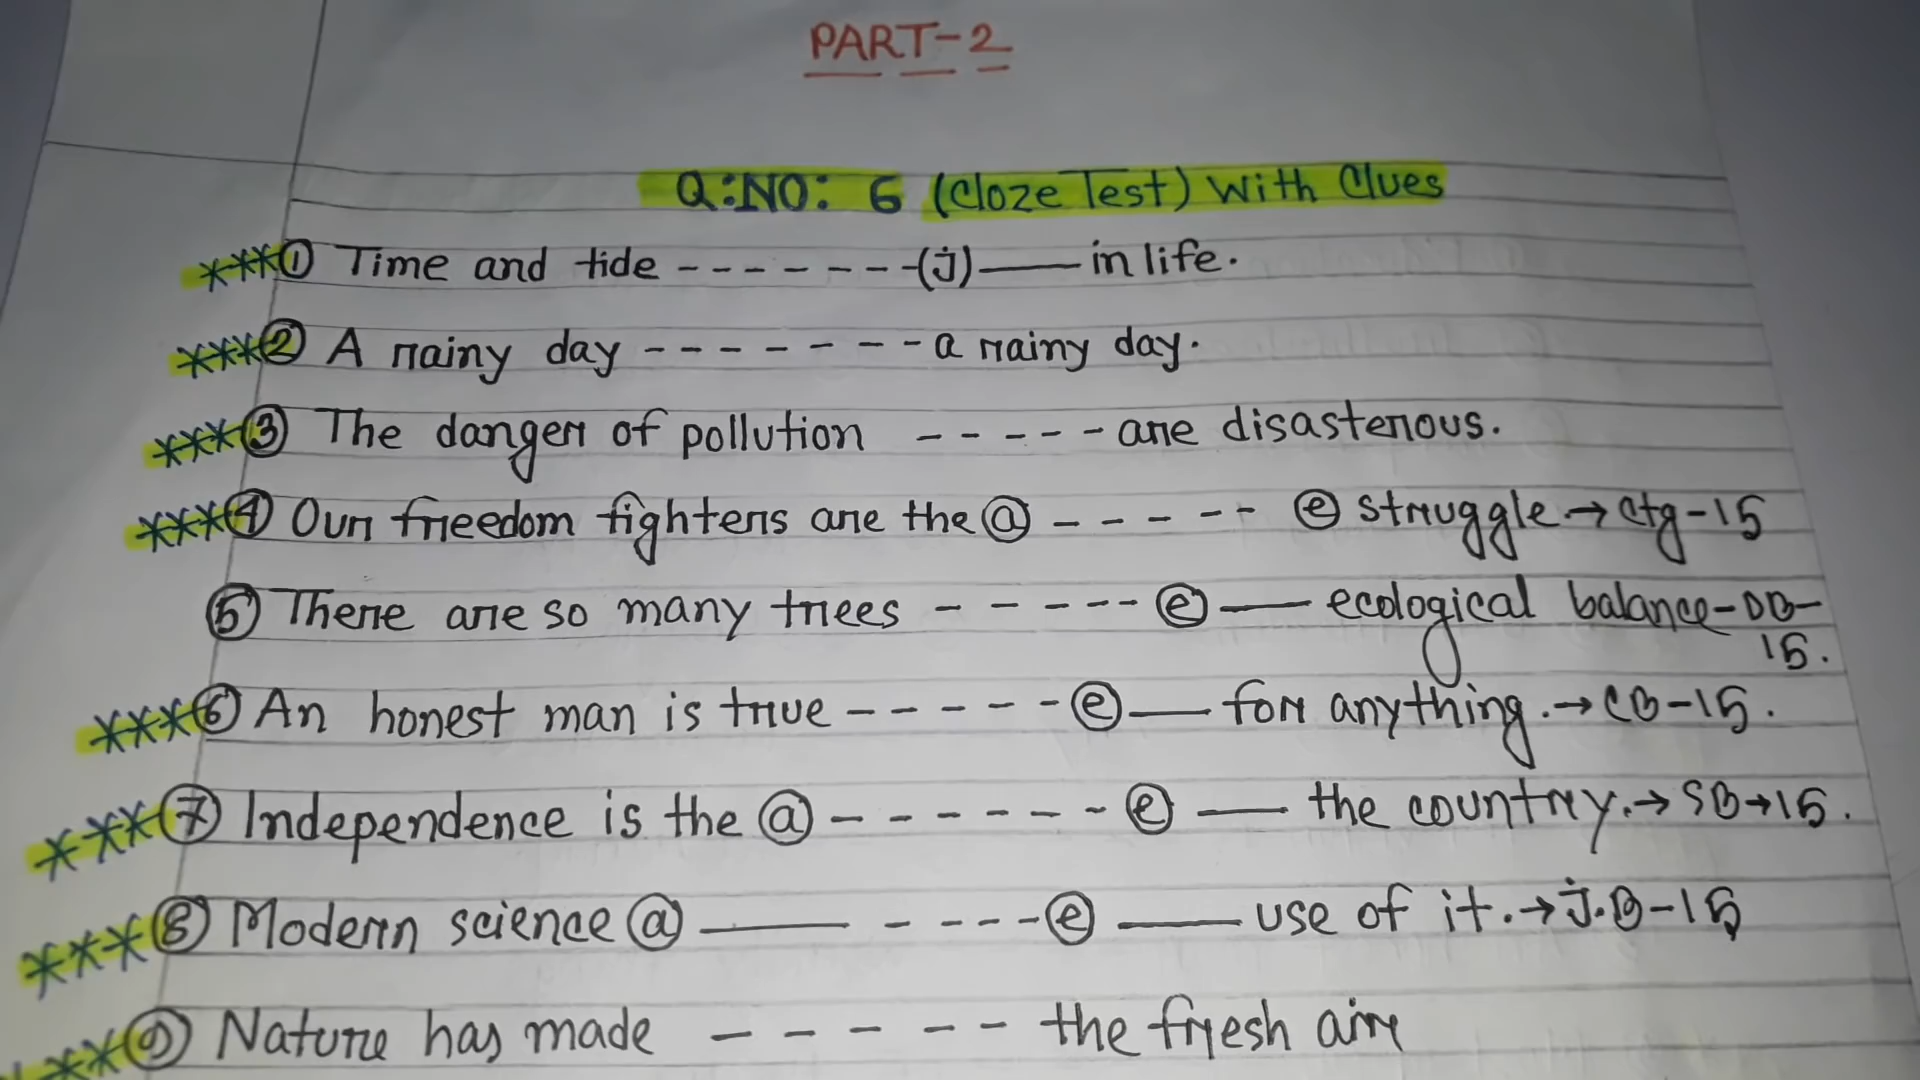 PART-2
Q:NO: 6 (Cloze Test) With Clues
***① Time and tide --------(j)—— in life.
***② A rainy day -------- a rainy day.
***③ The danger of pollution ----- are disasterous.
***④ Our freedom fighters are the ⓐ ------ ⓔ struggle → Ctg-15
⑤ There are so many trees ----- ⓔ —— ecological balance-DB-
15.
***⑥ An honest man is true ------ ⓔ —— for anything. → CB-15.
***⑦ Independence is the ⓐ ------- ⓔ —— the country. → SB→15.
***⑧ Modern science ⓐ —— ---- ⓔ —— use of it. → J.B-15
**⑨ Nature has made ----- the fresh air